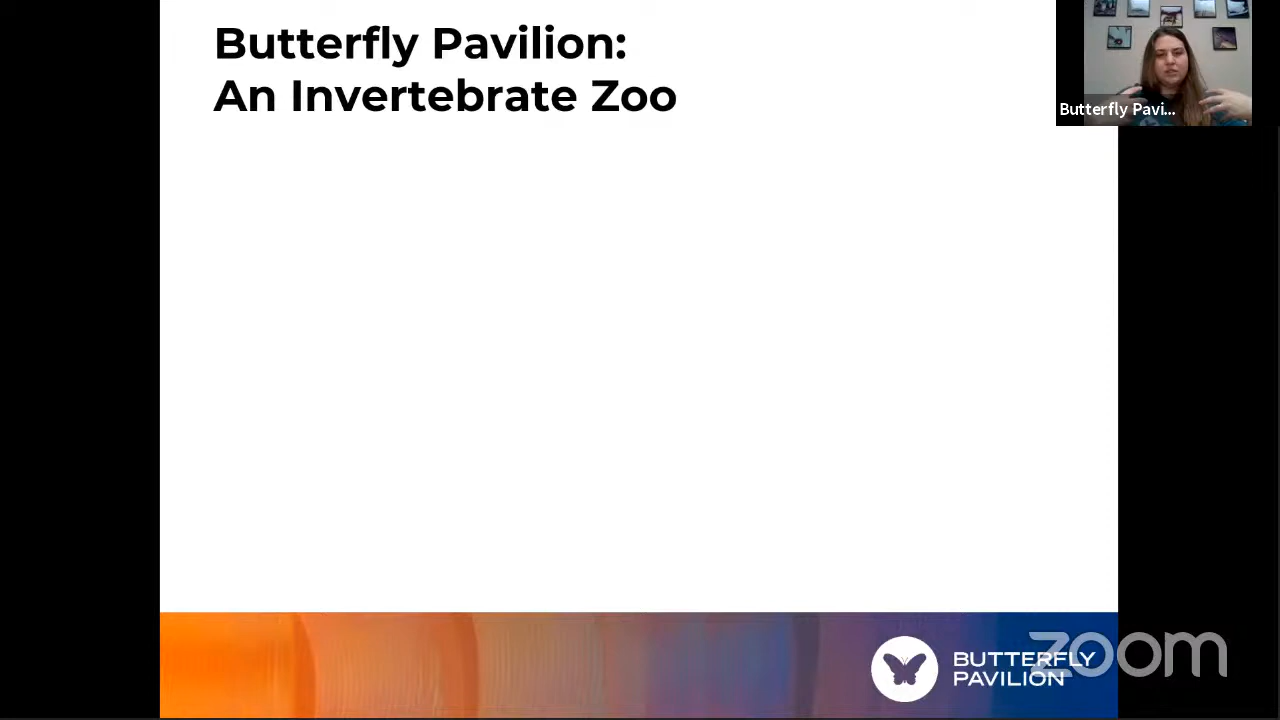 Butterfly Pavilion:
An Invertebrate Zoo
Butterfly Pavi...
BUTTERFLY
PAVILION
zoom